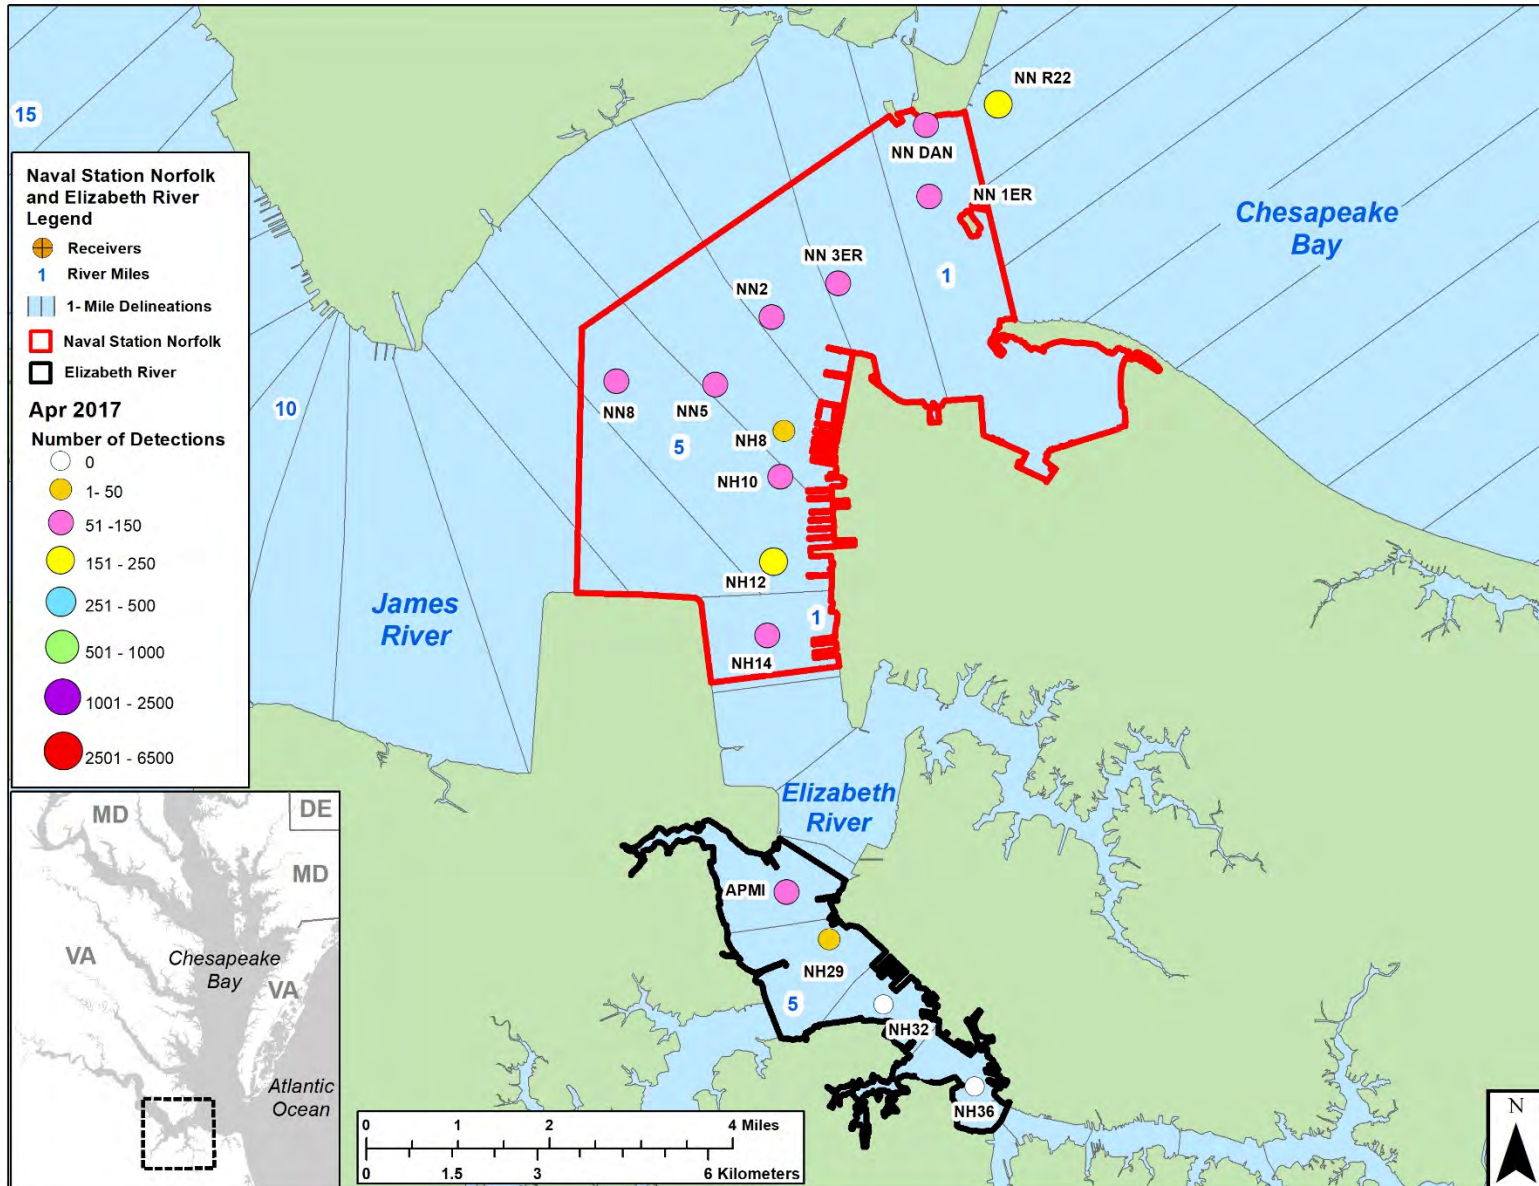 15
NN R22
NN DAN
NN 1ER
Chesapeake
Bay
1
NN 3ER
NN2
NN8
NN5
NH8
5
NH10
NH12
NH14
1
10
James
River
Elizabeth
River
APMI
NH29
5
NH32
NH36
Naval Station Norfolk
and Elizabeth River
Legend
Receivers
1 River Miles
1- Mile Delineations
Naval Station Norfolk
Elizabeth River
Apr 2017
Number of Detections
0
1- 50
51 -150
151 - 250
251 - 500
501 - 1000
1001 - 2500
2501 - 6500
MD
DE
MD
VA
Chesapeake
Bay
VA
Atlantic
Ocean
0 1 2 4 Miles
0 1.5 3 6 Kilometers
N